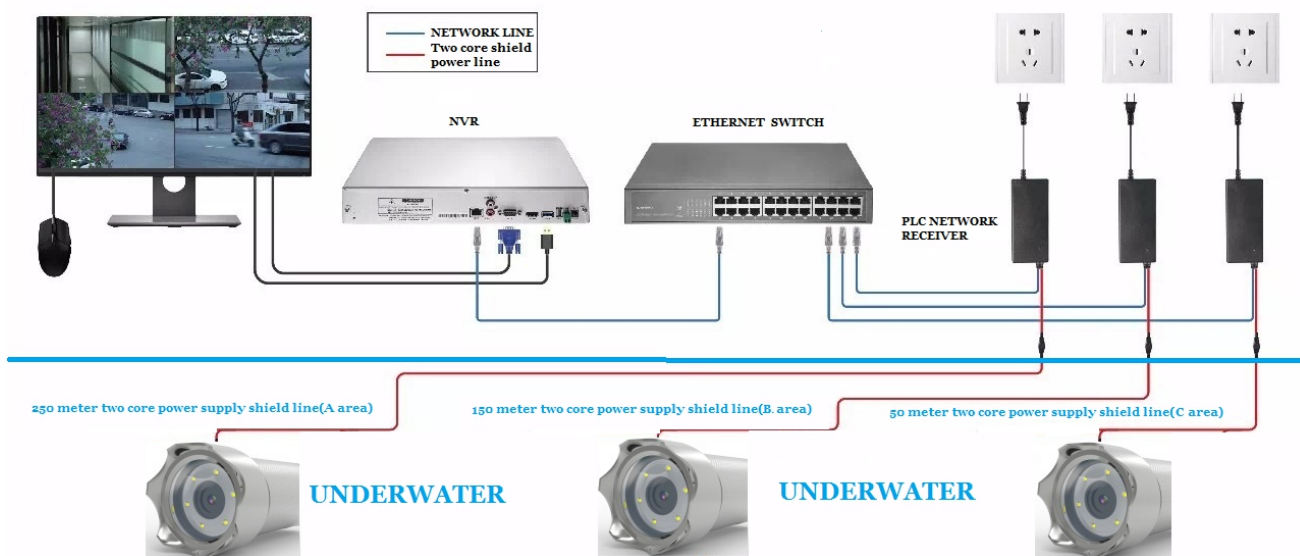 NETWORK LINE
Two core shield
power line
NVR
ETHERNET SWITCH
PLC NETWORK
RECEIVER
250 meter two core power supply shield line(A area)
150 meter two core power supply shield line(B. area)
50 meter two core power supply shield line(C area)
UNDERWATER
UNDERWATER